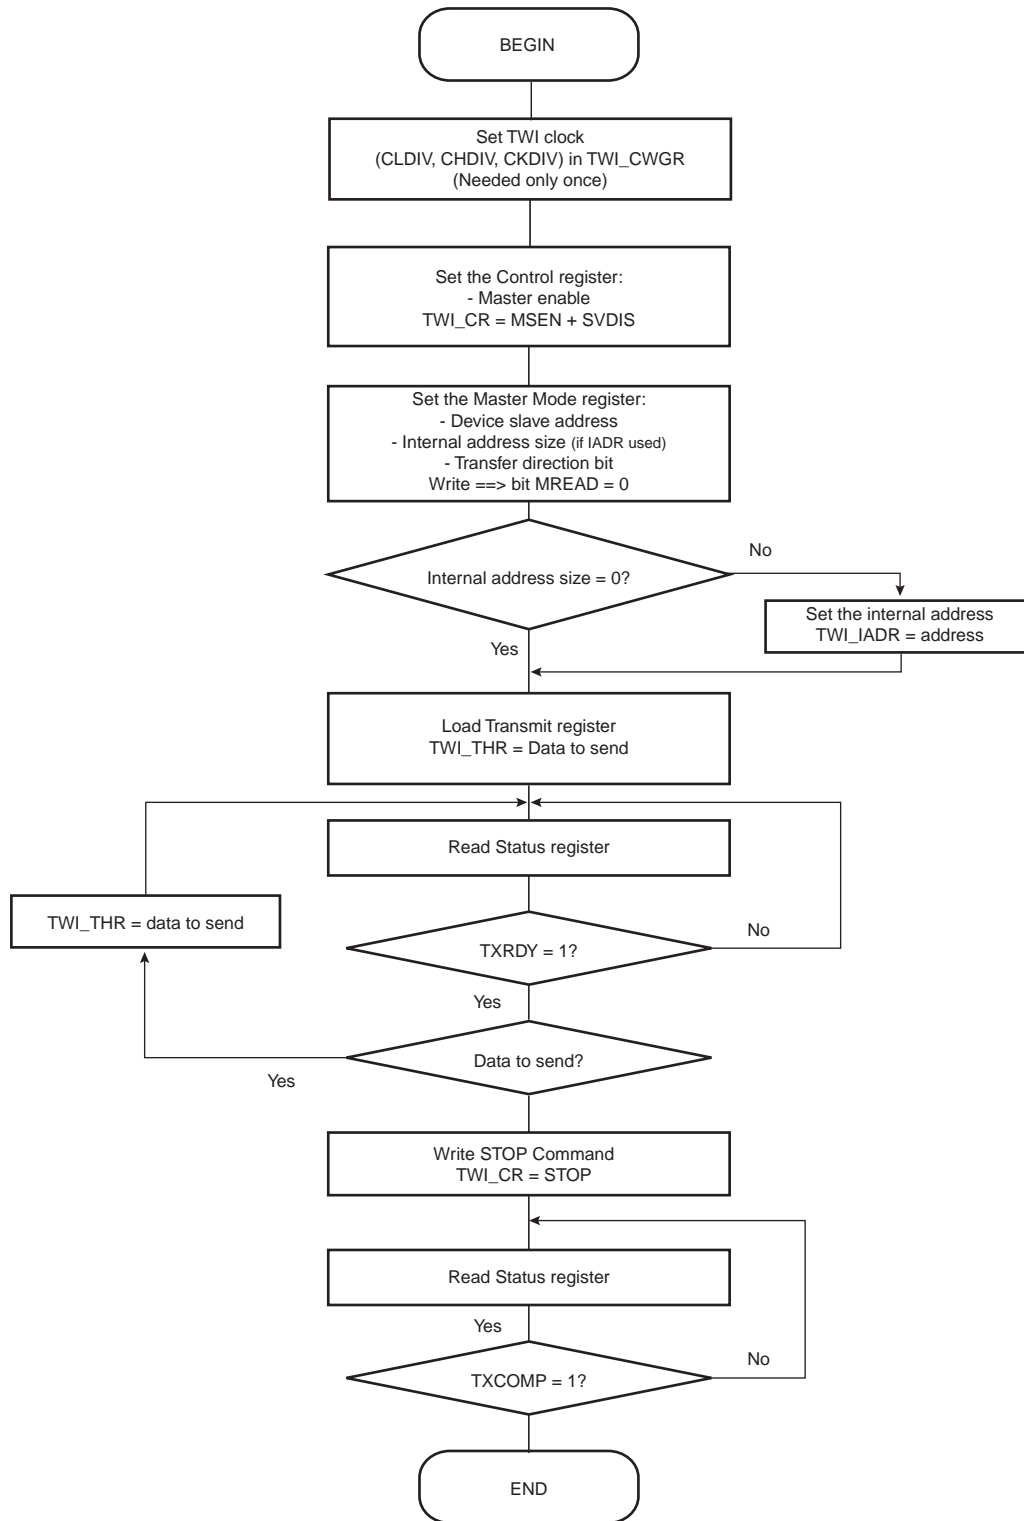 BEGIN
Set TWI clock
(CLDIV, CHDIV, CKDIV) in TWI_CWGR
(Needed only once)
Set the Control register:
- Master enable
TWI_CR = MSEN + SVDIS
Set the Master Mode register:
- Device slave address
- Internal address size (if IADR used)
- Transfer direction bit
Write ==> bit MREAD = 0
No
Internal address size = 0?
Set the internal address
TWI_IADR = address
Yes
Load Transmit register
TWI_THR = Data to send
Read Status register
TWI_THR = data to send
No
TXRDY = 1?
Yes
Data to send?
Yes
Write STOP Command
TWI_CR = STOP
Read Status register
Yes
No
TXCOMP = 1?
END